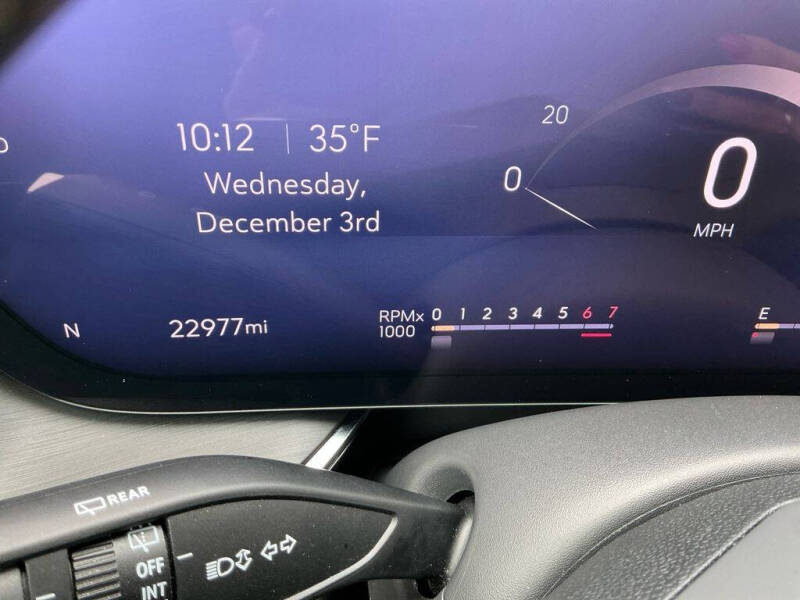 10:12 | 35°F
Wednesday,
December 3rd
20
0
0
MPH
N
22977mi
RPMx
1000
0 1 2 3 4 5 6 7
E
REAR
OFF
INT